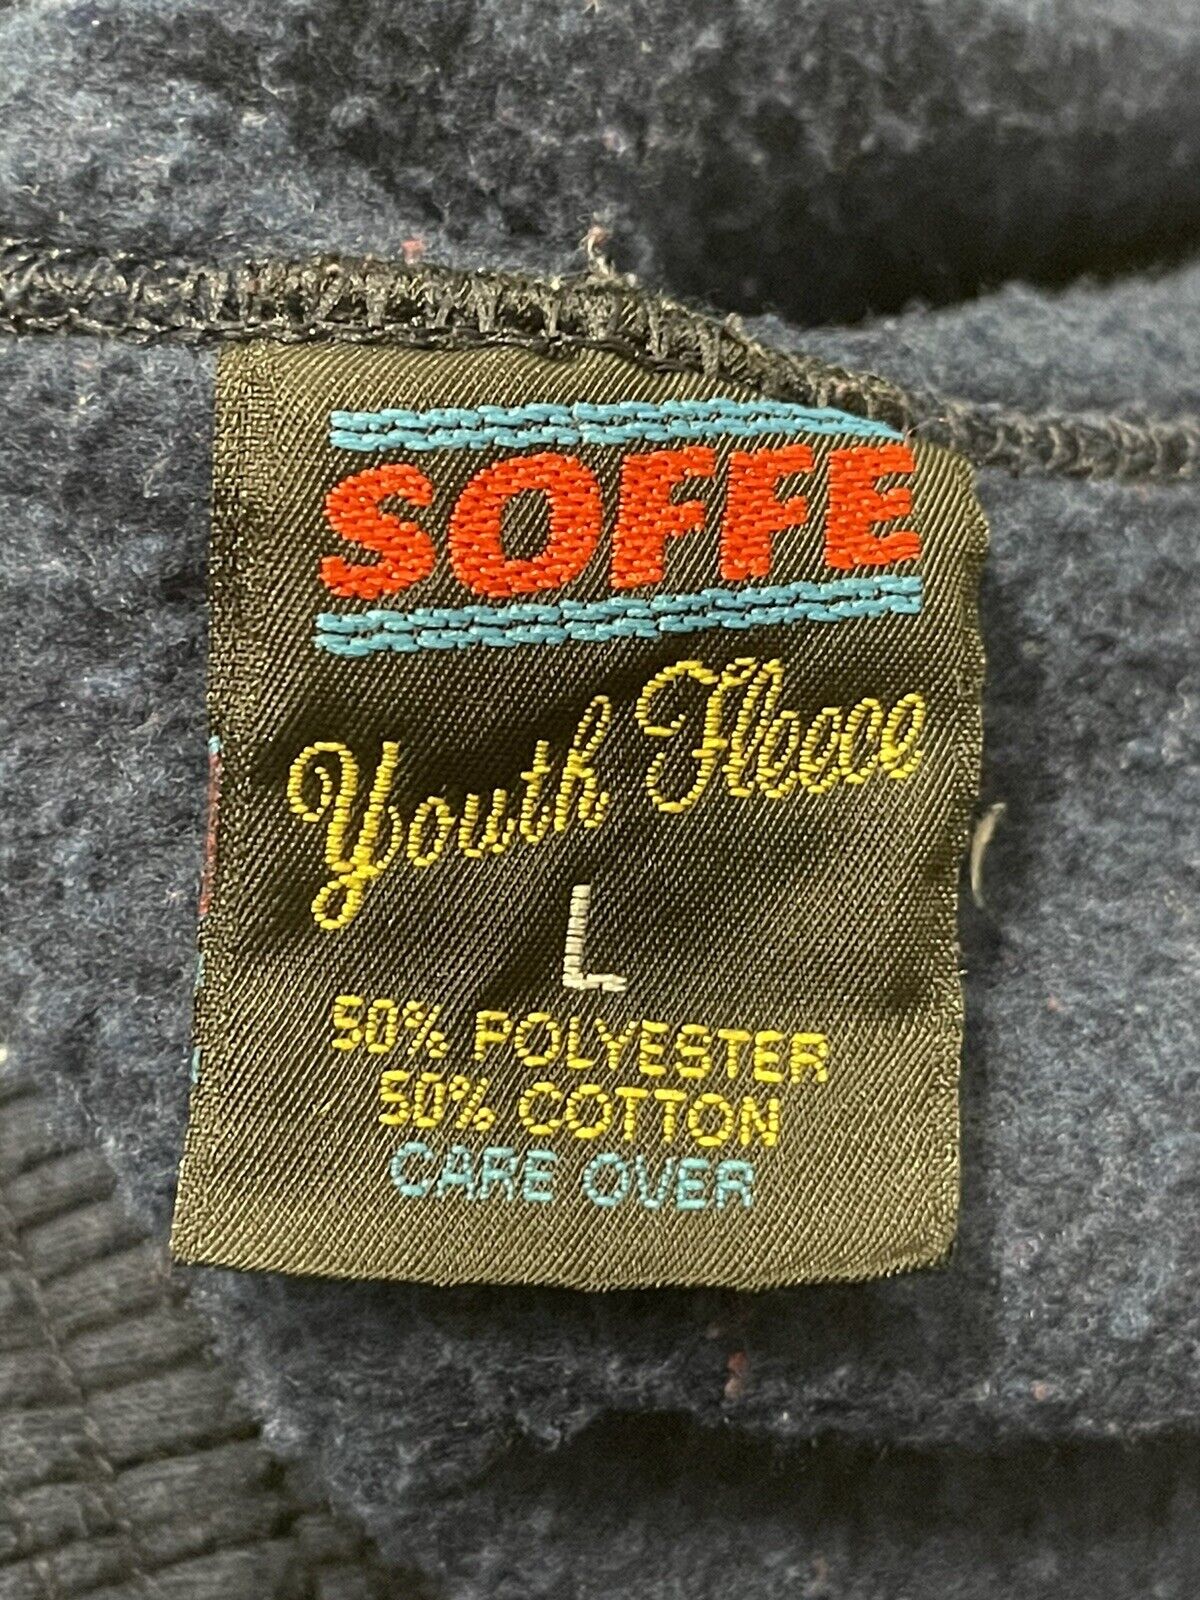 SOFFE
Youth Fleece
L
50% POLYESTER
50% COTTON
CARE OVER